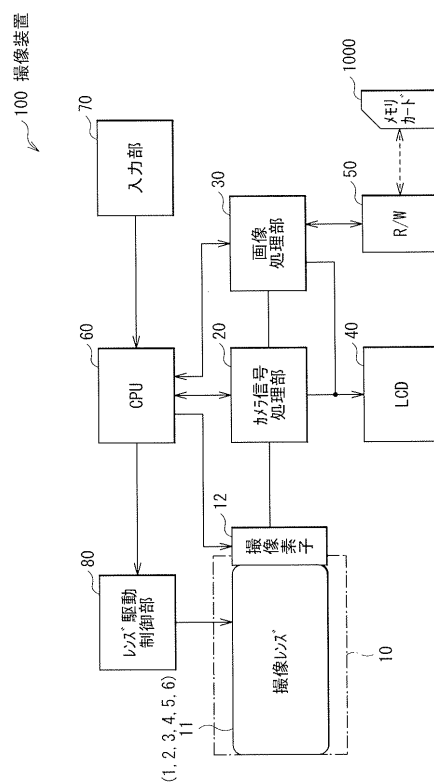 100 撮像装置
70
入力部
60
CPU
80
レンズ駆動
制御部
30
画像
処理部
20
カメラ信号
処理部
12
撮像
素子
(1, 2, 3, 4, 5, 6)
11
撮像レンズ
10
1000
メモリ
カード
50
R/W
40
LCD